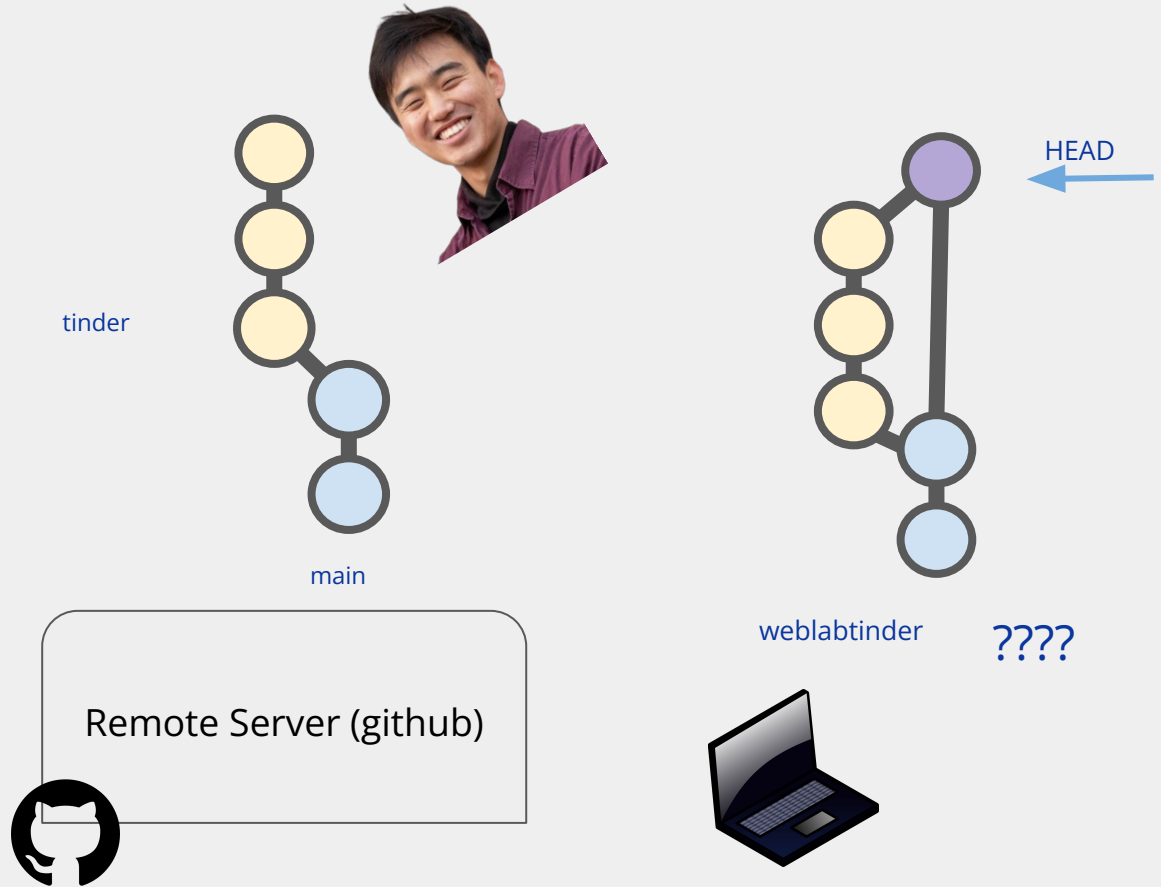 HEAD
tinder
main
weblabtinder
????
Remote Server (github)